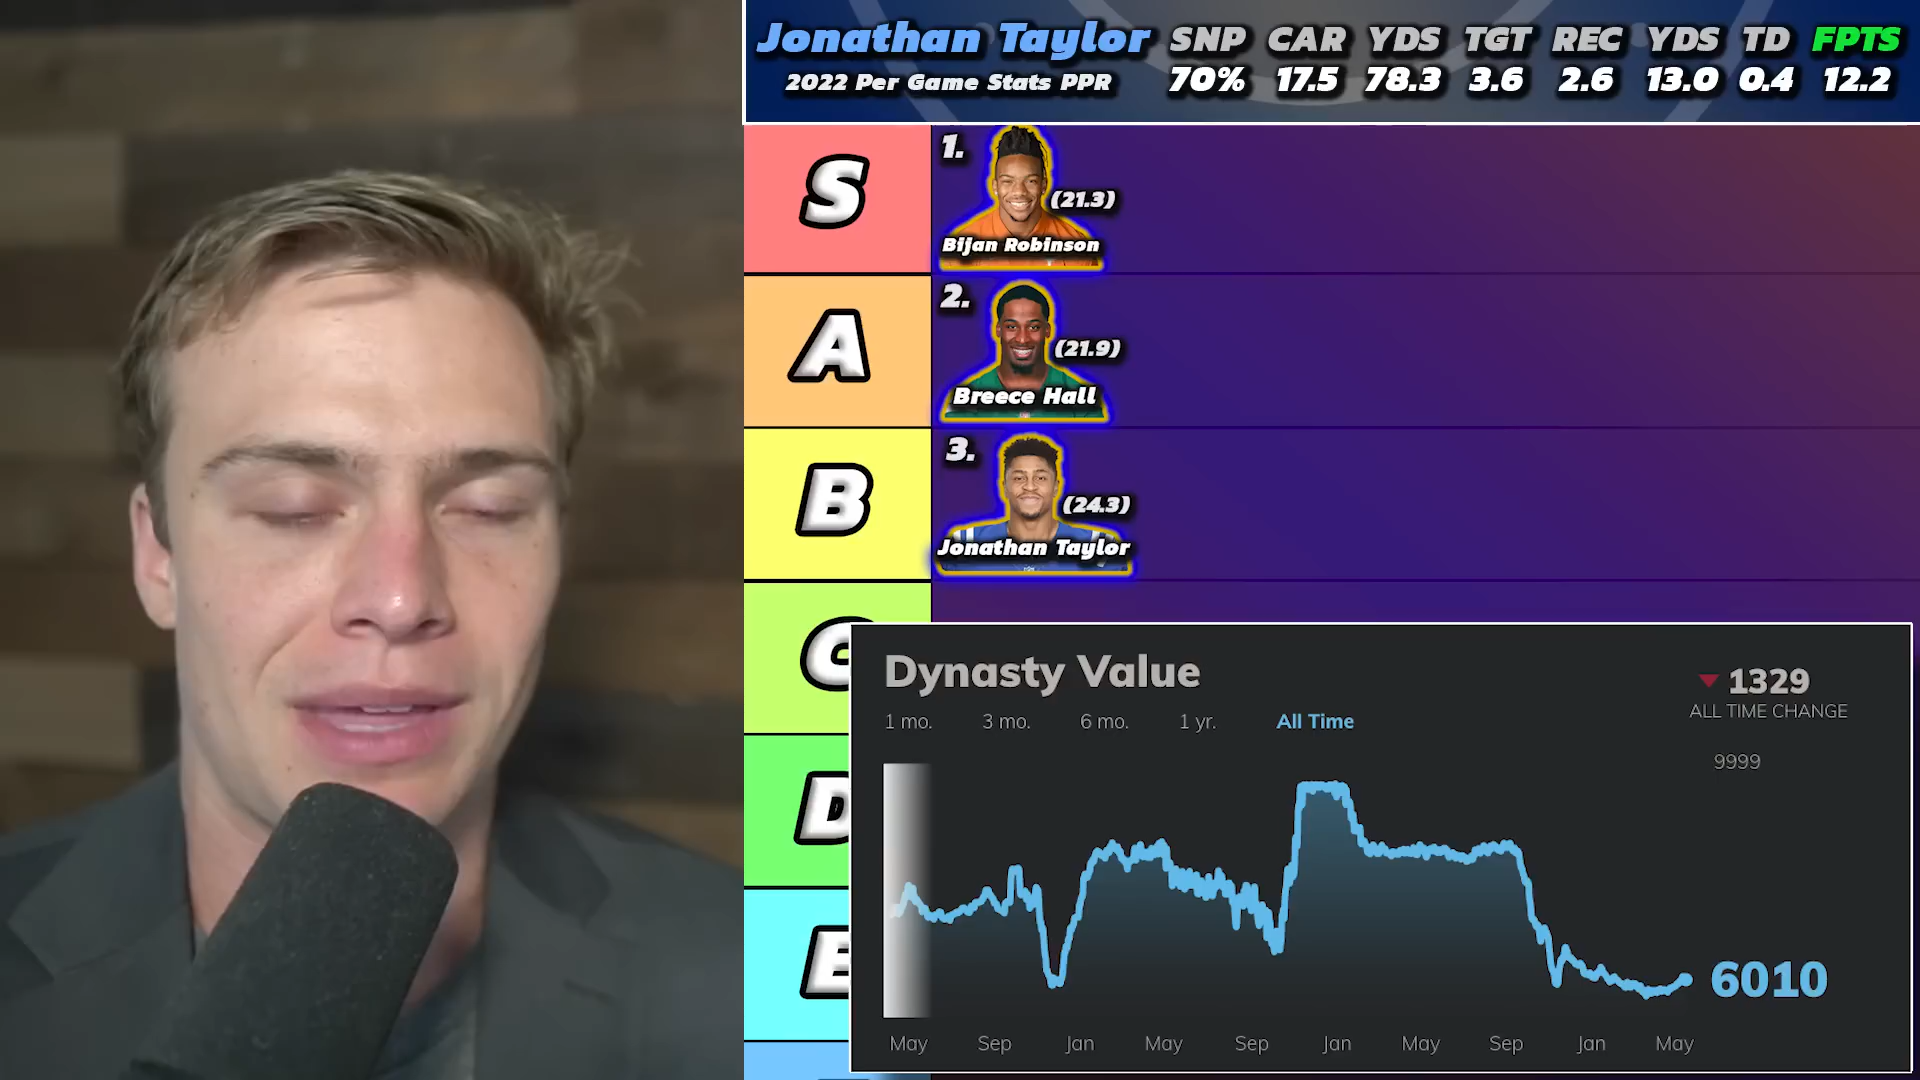 Jonathan Taylor SNP CAR YDS TGT REC YDS TD FPTS
2022 Per Game Stats PPR 70% 17.5 78.3 3.6 2.6 13.0 0.4 12.2
S
1.
(21.3)
Bijan Robinson
A
2.
(21.9)
Breece Hall
B
3.
(24.3)
Jonathan Taylor
C
D
E
Dynasty Value
1329
ALL TIME CHANGE
1 mo. 3 mo. 6 mo. 1 yr. All Time
9999
6010
May Sep Jan May Sep Jan May Sep Jan May